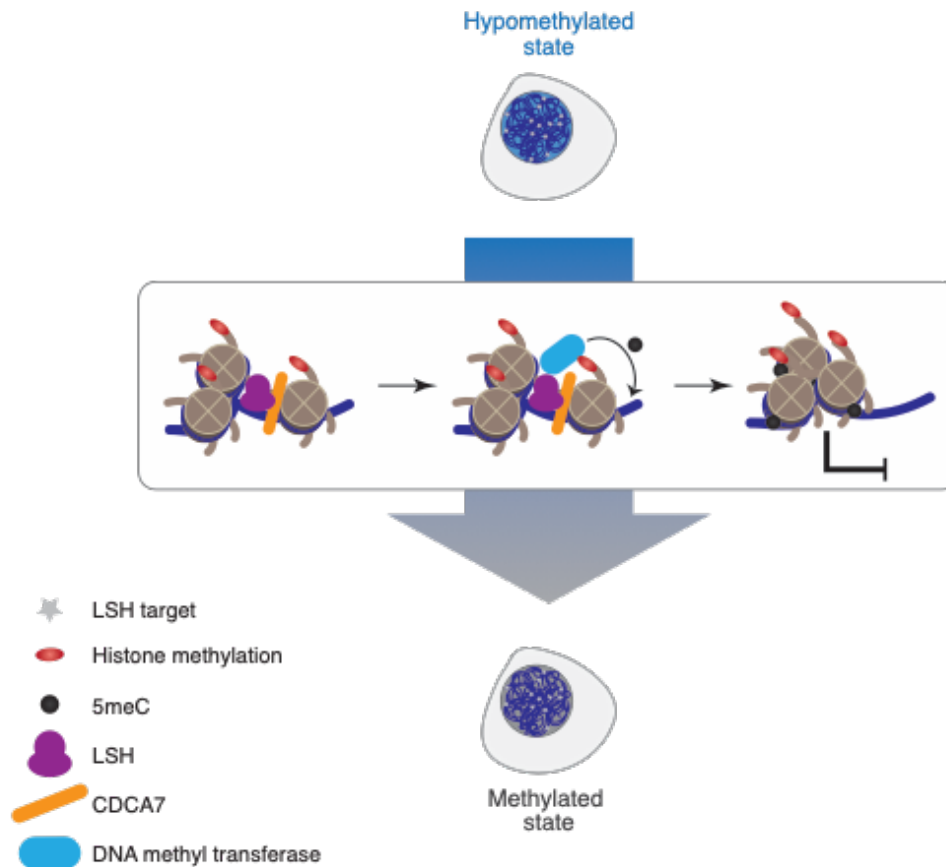 Hypomethylated
state
LSH target
Histone methylation
5meC
LSH
CDCA7
DNA methyl transferase
Methylated
state